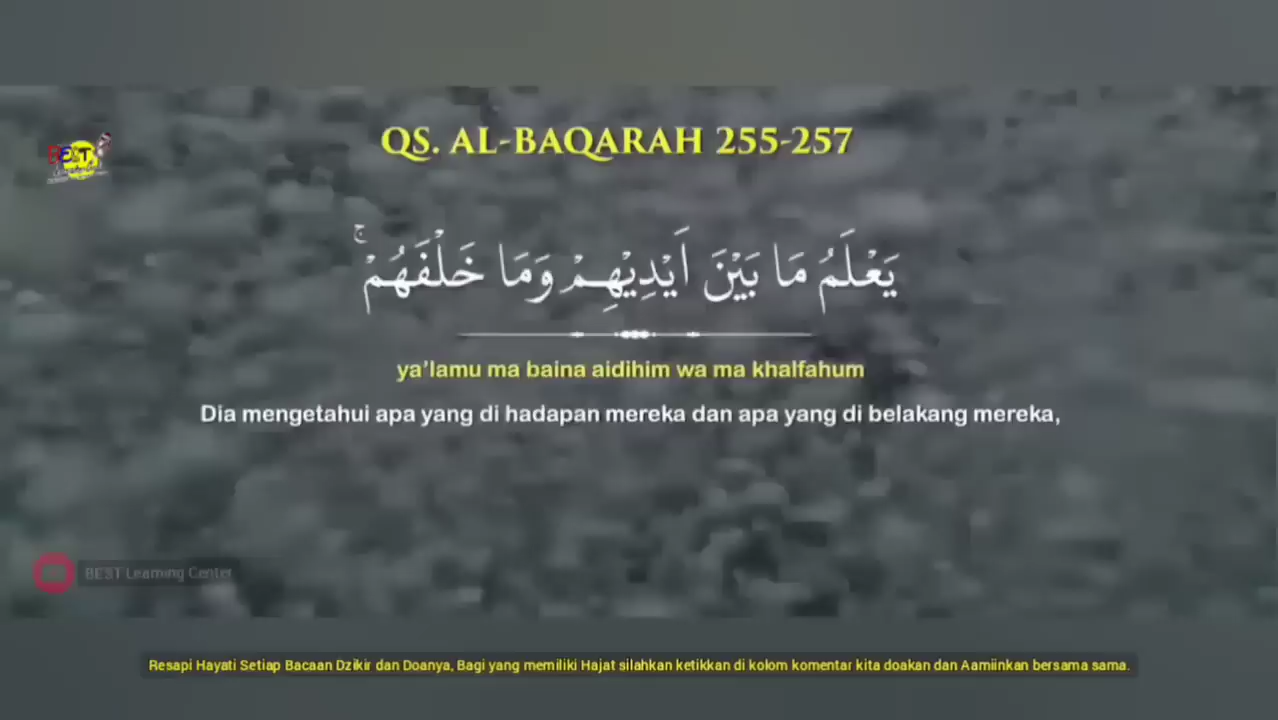 QS. AL-BAQARAH 255-257
BEST
يَعْلَمُ مَا بَيْنَ اَيْدِيْهِمْ وَمَا خَلْفَهُمْۚ
ya’lamu ma baina aidihim wa ma khalfahum
Dia mengetahui apa yang di hadapan mereka dan apa yang di belakang mereka,
BEST Learning Center
Resapi Hayati Setiap Bacaan Dzikir dan Doanya, Bagi yang memiliki Hajat silahkan ketikkan di kolom komentar kita doakan dan Aamiinkan bersama sama.